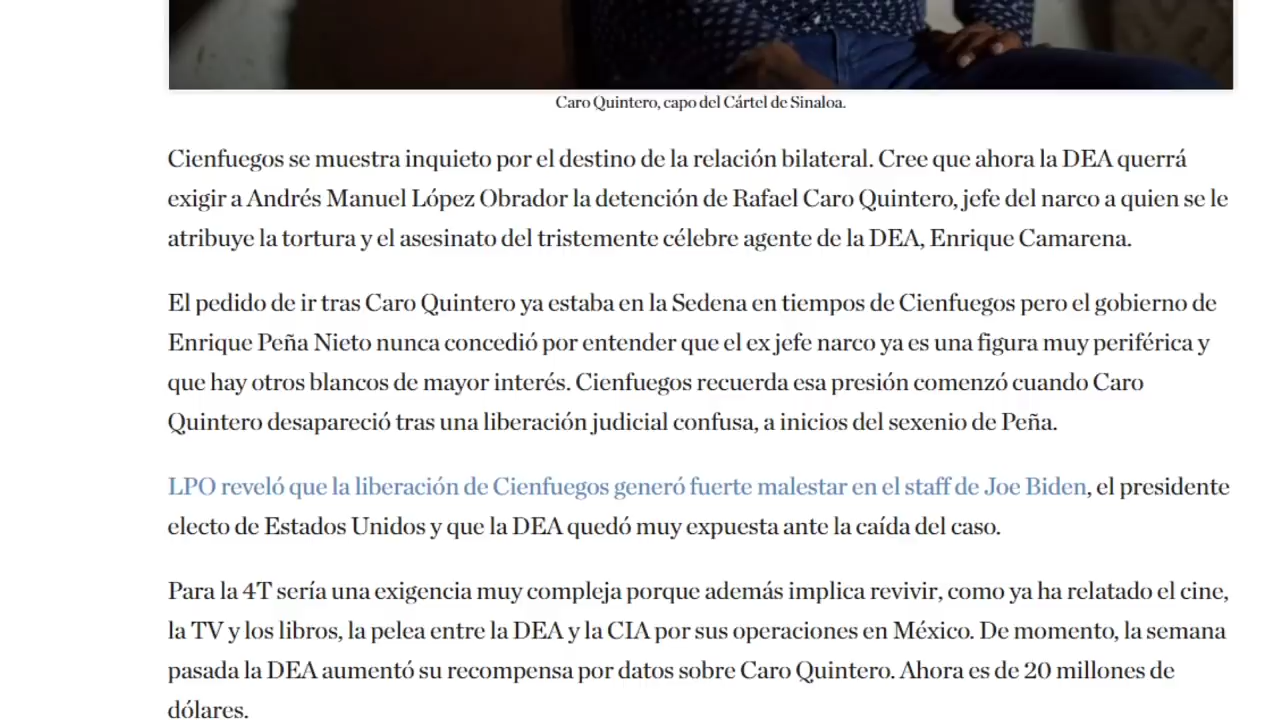 Caro Quintero, capo del Cártel de Sinaloa.
Cienfuegos se muestra inquieto por el destino de la relación bilateral. Cree que ahora la DEA querrá
exigir a Andrés Manuel López Obrador la detención de Rafael Caro Quintero, jefe del narco a quien se le
atribuye la tortura y el asesinato del tristemente célebre agente de la DEA, Enrique Camarena.
El pedido de ir tras Caro Quintero ya estaba en la Sedena en tiempos de Cienfuegos pero el gobierno de
Enrique Peña Nieto nunca concedió por entender que el ex jefe narco ya es una figura muy periférica y
que hay otros blancos de mayor interés. Cienfuegos recuerda esa presión comenzó cuando Caro
Quintero desapareció tras una liberación judicial confusa, a inicios del sexenio de Peña.
LPO reveló que la liberación de Cienfuegos generó fuerte malestar en el staff de Joe Biden, el presidente
electo de Estados Unidos y que la DEA quedó muy expuesta ante la caída del caso.
Para la 4T sería una exigencia muy compleja porque además implica revivir, como ya ha relatado el cine,
la TV y los libros, la pelea entre la DEA y la CIA por sus operaciones en México. De momento, la semana
pasada la DEA aumentó su recompensa por datos sobre Caro Quintero. Ahora es de 20 millones de
dólares.